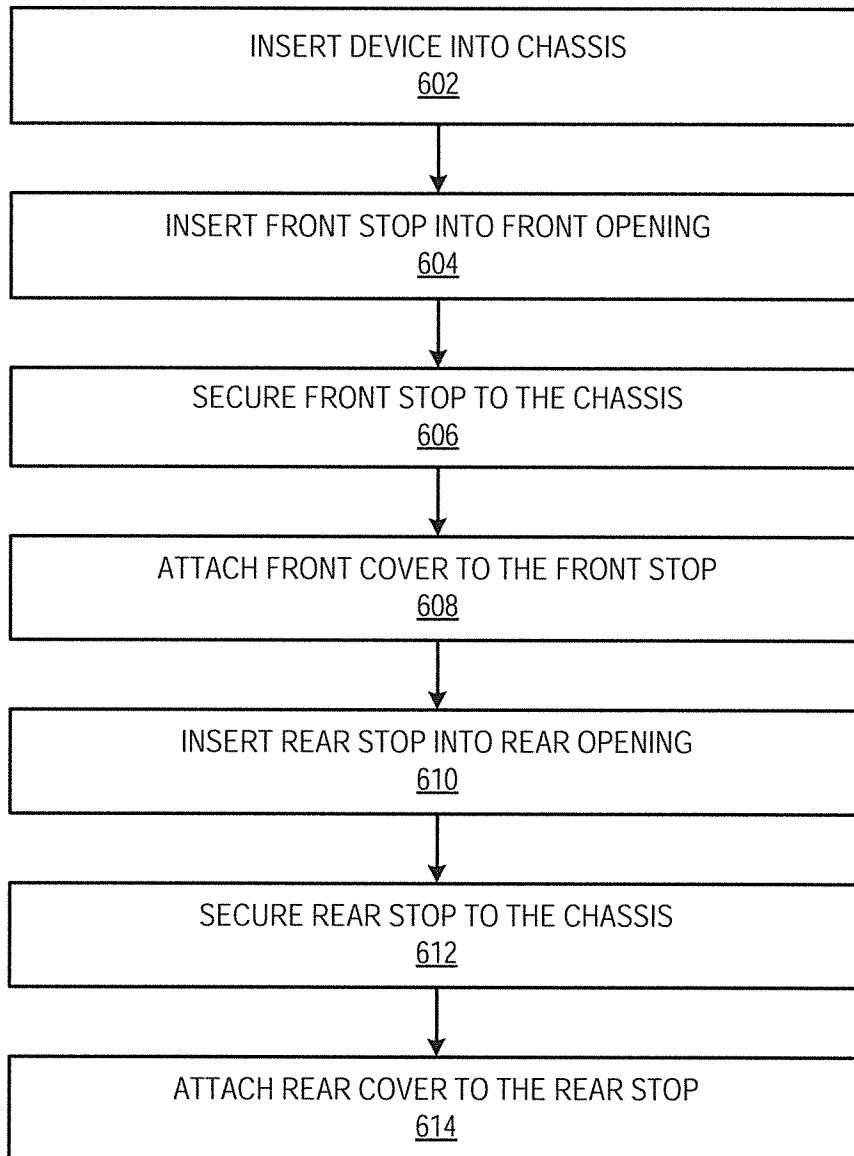 INSERT DEVICE INTO CHASSIS
602
INSERT FRONT STOP INTO FRONT OPENING
604
SECURE FRONT STOP TO THE CHASSIS
606
ATTACH FRONT COVER TO THE FRONT STOP
608
INSERT REAR STOP INTO REAR OPENING
610
SECURE REAR STOP TO THE CHASSIS
612
ATTACH REAR COVER TO THE REAR STOP
614